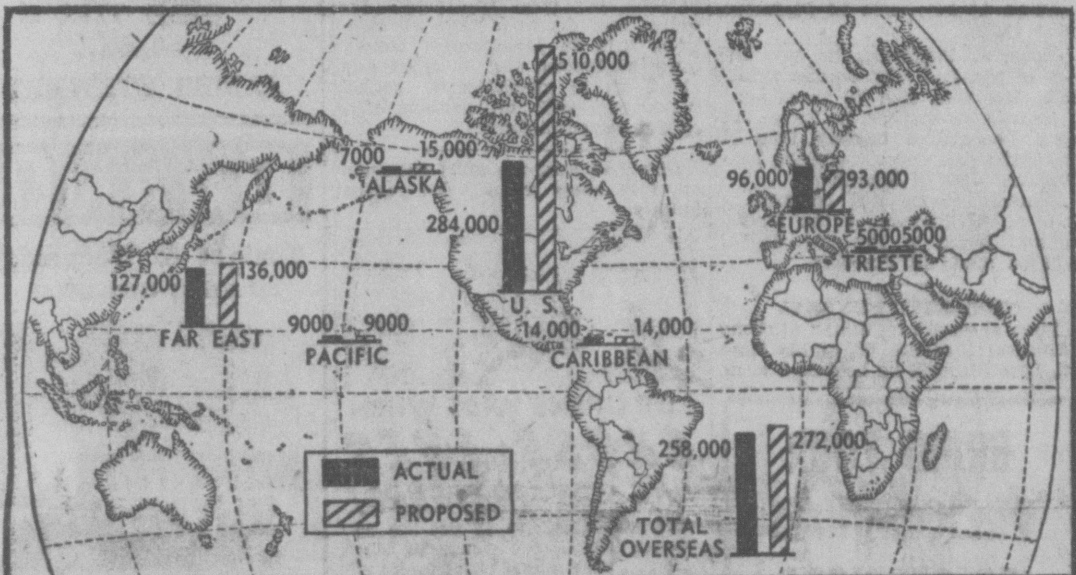 510,000
7000 15,000
ALASKA
284,000
96,000 93,000
EUROPE
5000 5000
TRIESTE
127,000 136,000
FAR EAST
U. S.
9000 9000
PACIFIC
14,000 14,000
CARIBBEAN
258,000 272,000
TOTAL
OVERSEAS
ACTUAL
PROPOSED